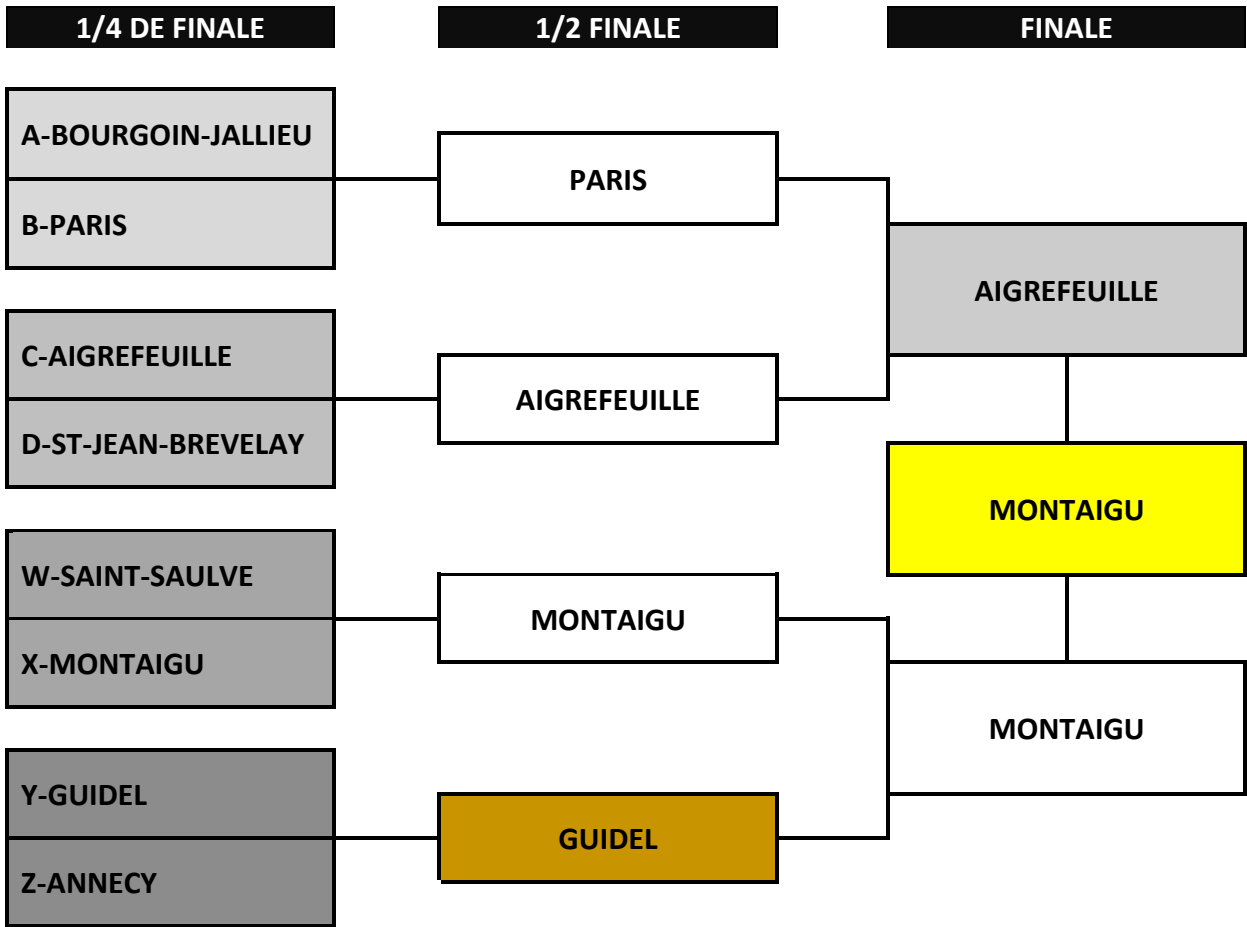 1/4 DE FINALE
1/2 FINALE
FINALE
A-BOURGOIN-JALLIEU
B-PARIS
PARIS
AIGREFEUILLE
C-AIGREFEUILLE
D-ST-JEAN-BREVELAY
AIGREFEUILLE
MONTAIGU
W-SAINT-SAULVE
X-MONTAIGU
MONTAIGU
MONTAIGU
Y-GUIDEL
Z-ANNECY
GUIDEL